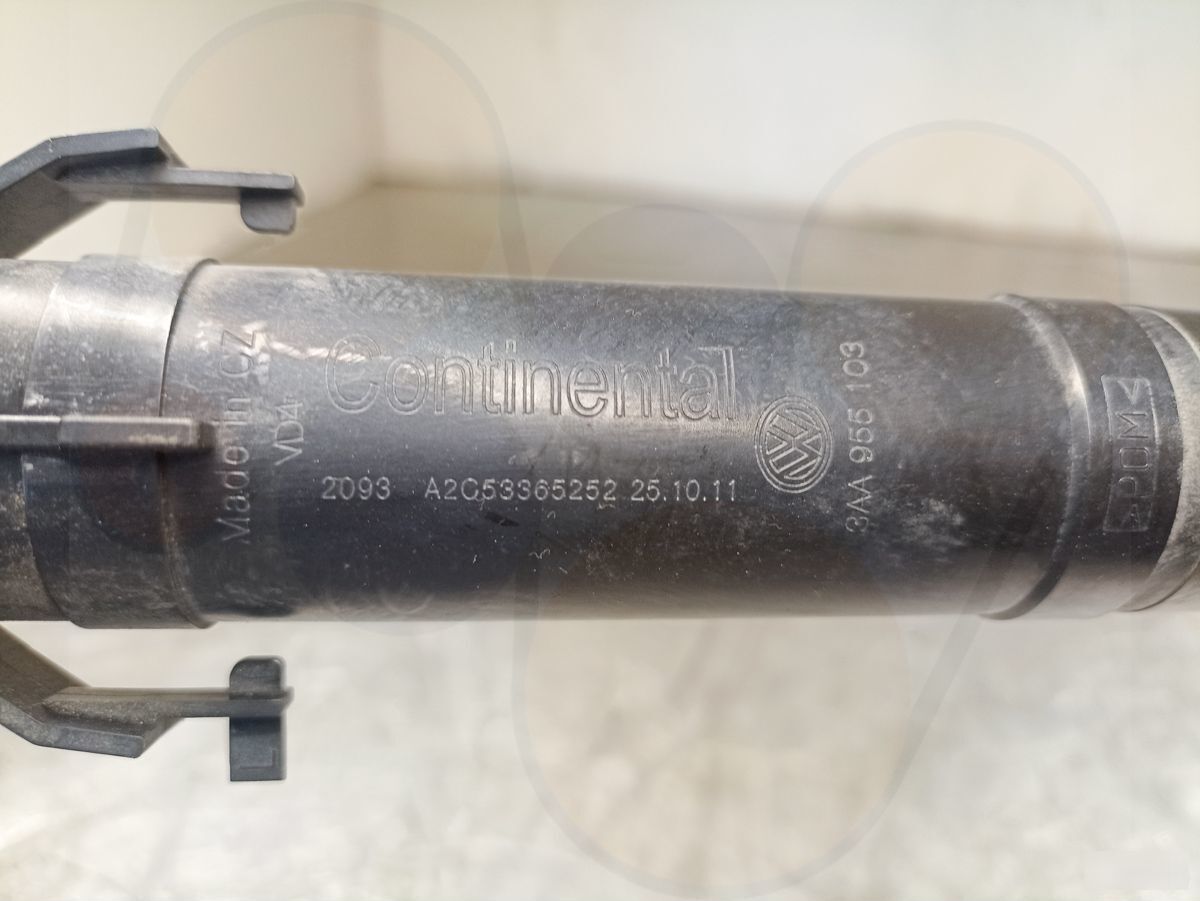 Made in CZ
VD4
Continental
2093 A2C53365252 25.10.11
3AA 955 103
>POM<
L